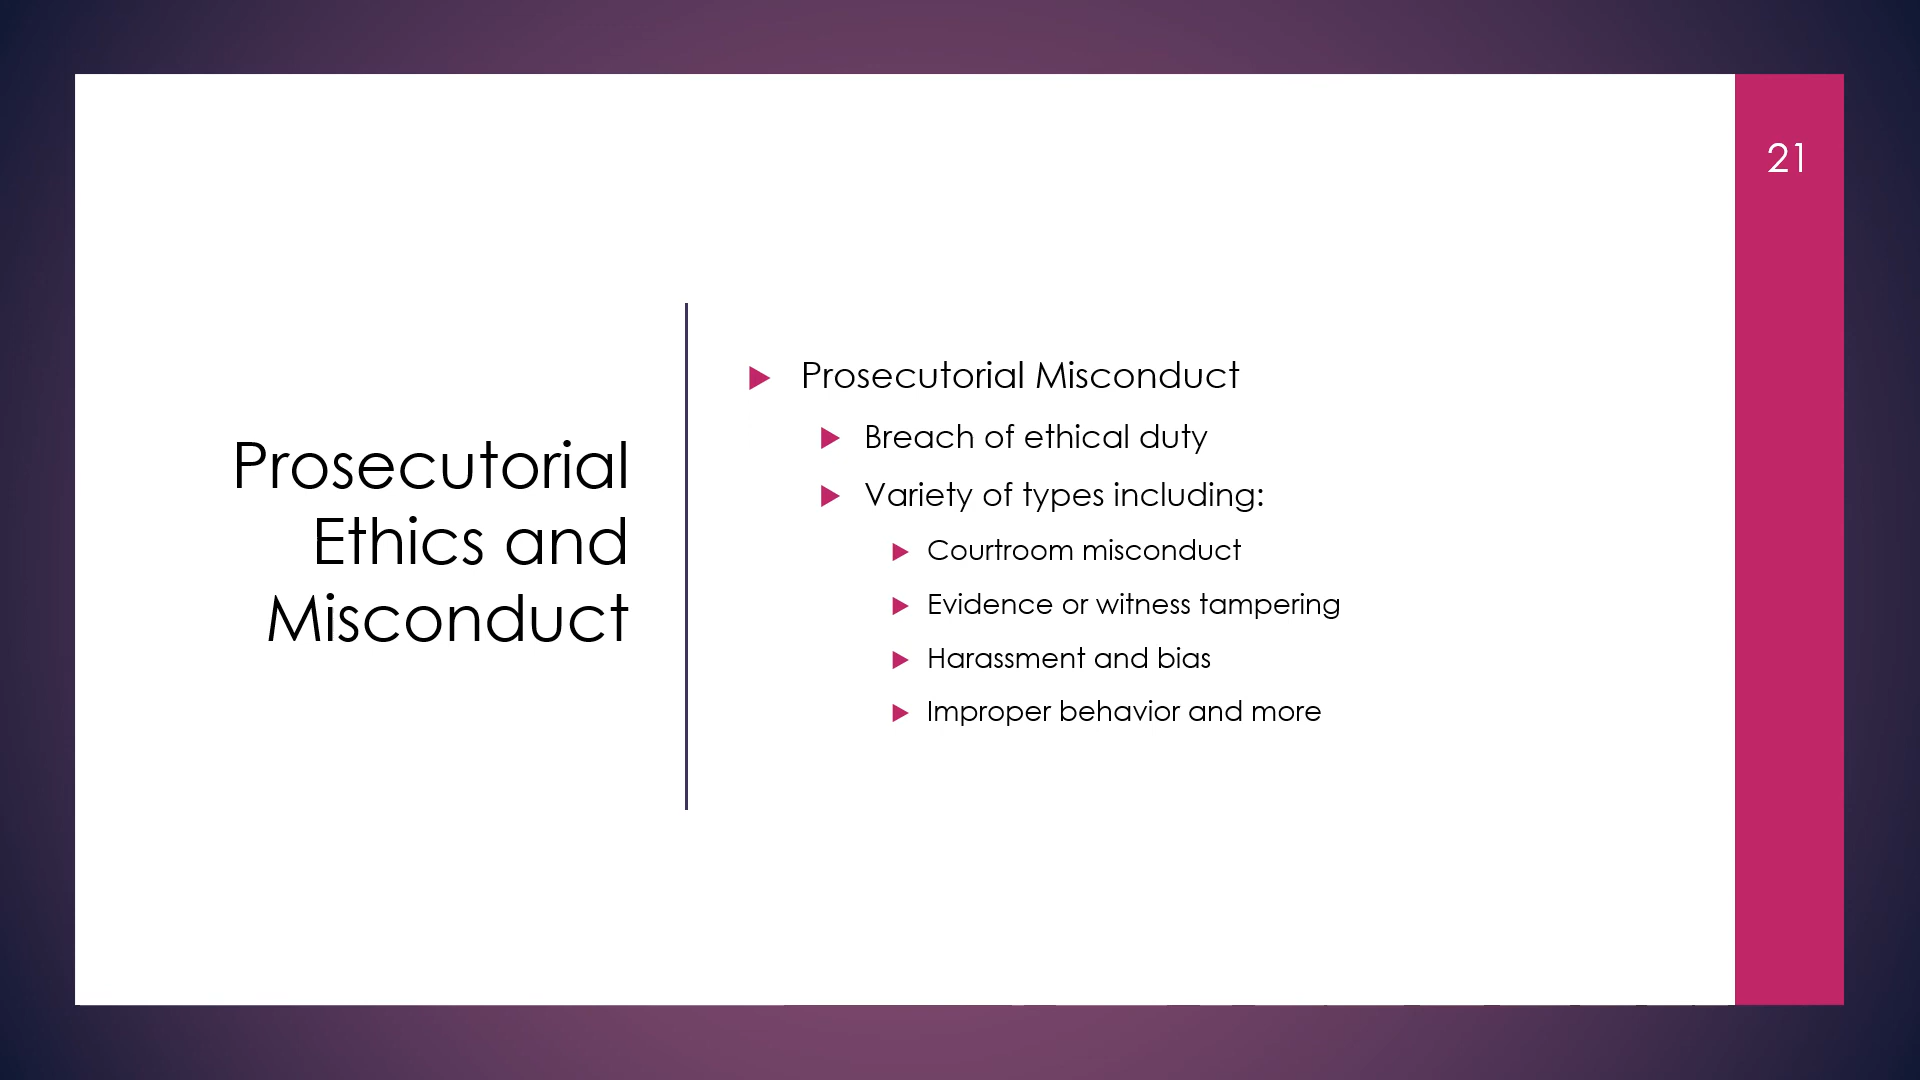 Prosecutorial
Ethics and
Misconduct
Prosecutorial Misconduct
Breach of ethical duty
Variety of types including:
Courtroom misconduct
Evidence or witness tampering
Harassment and bias
Improper behavior and more
21